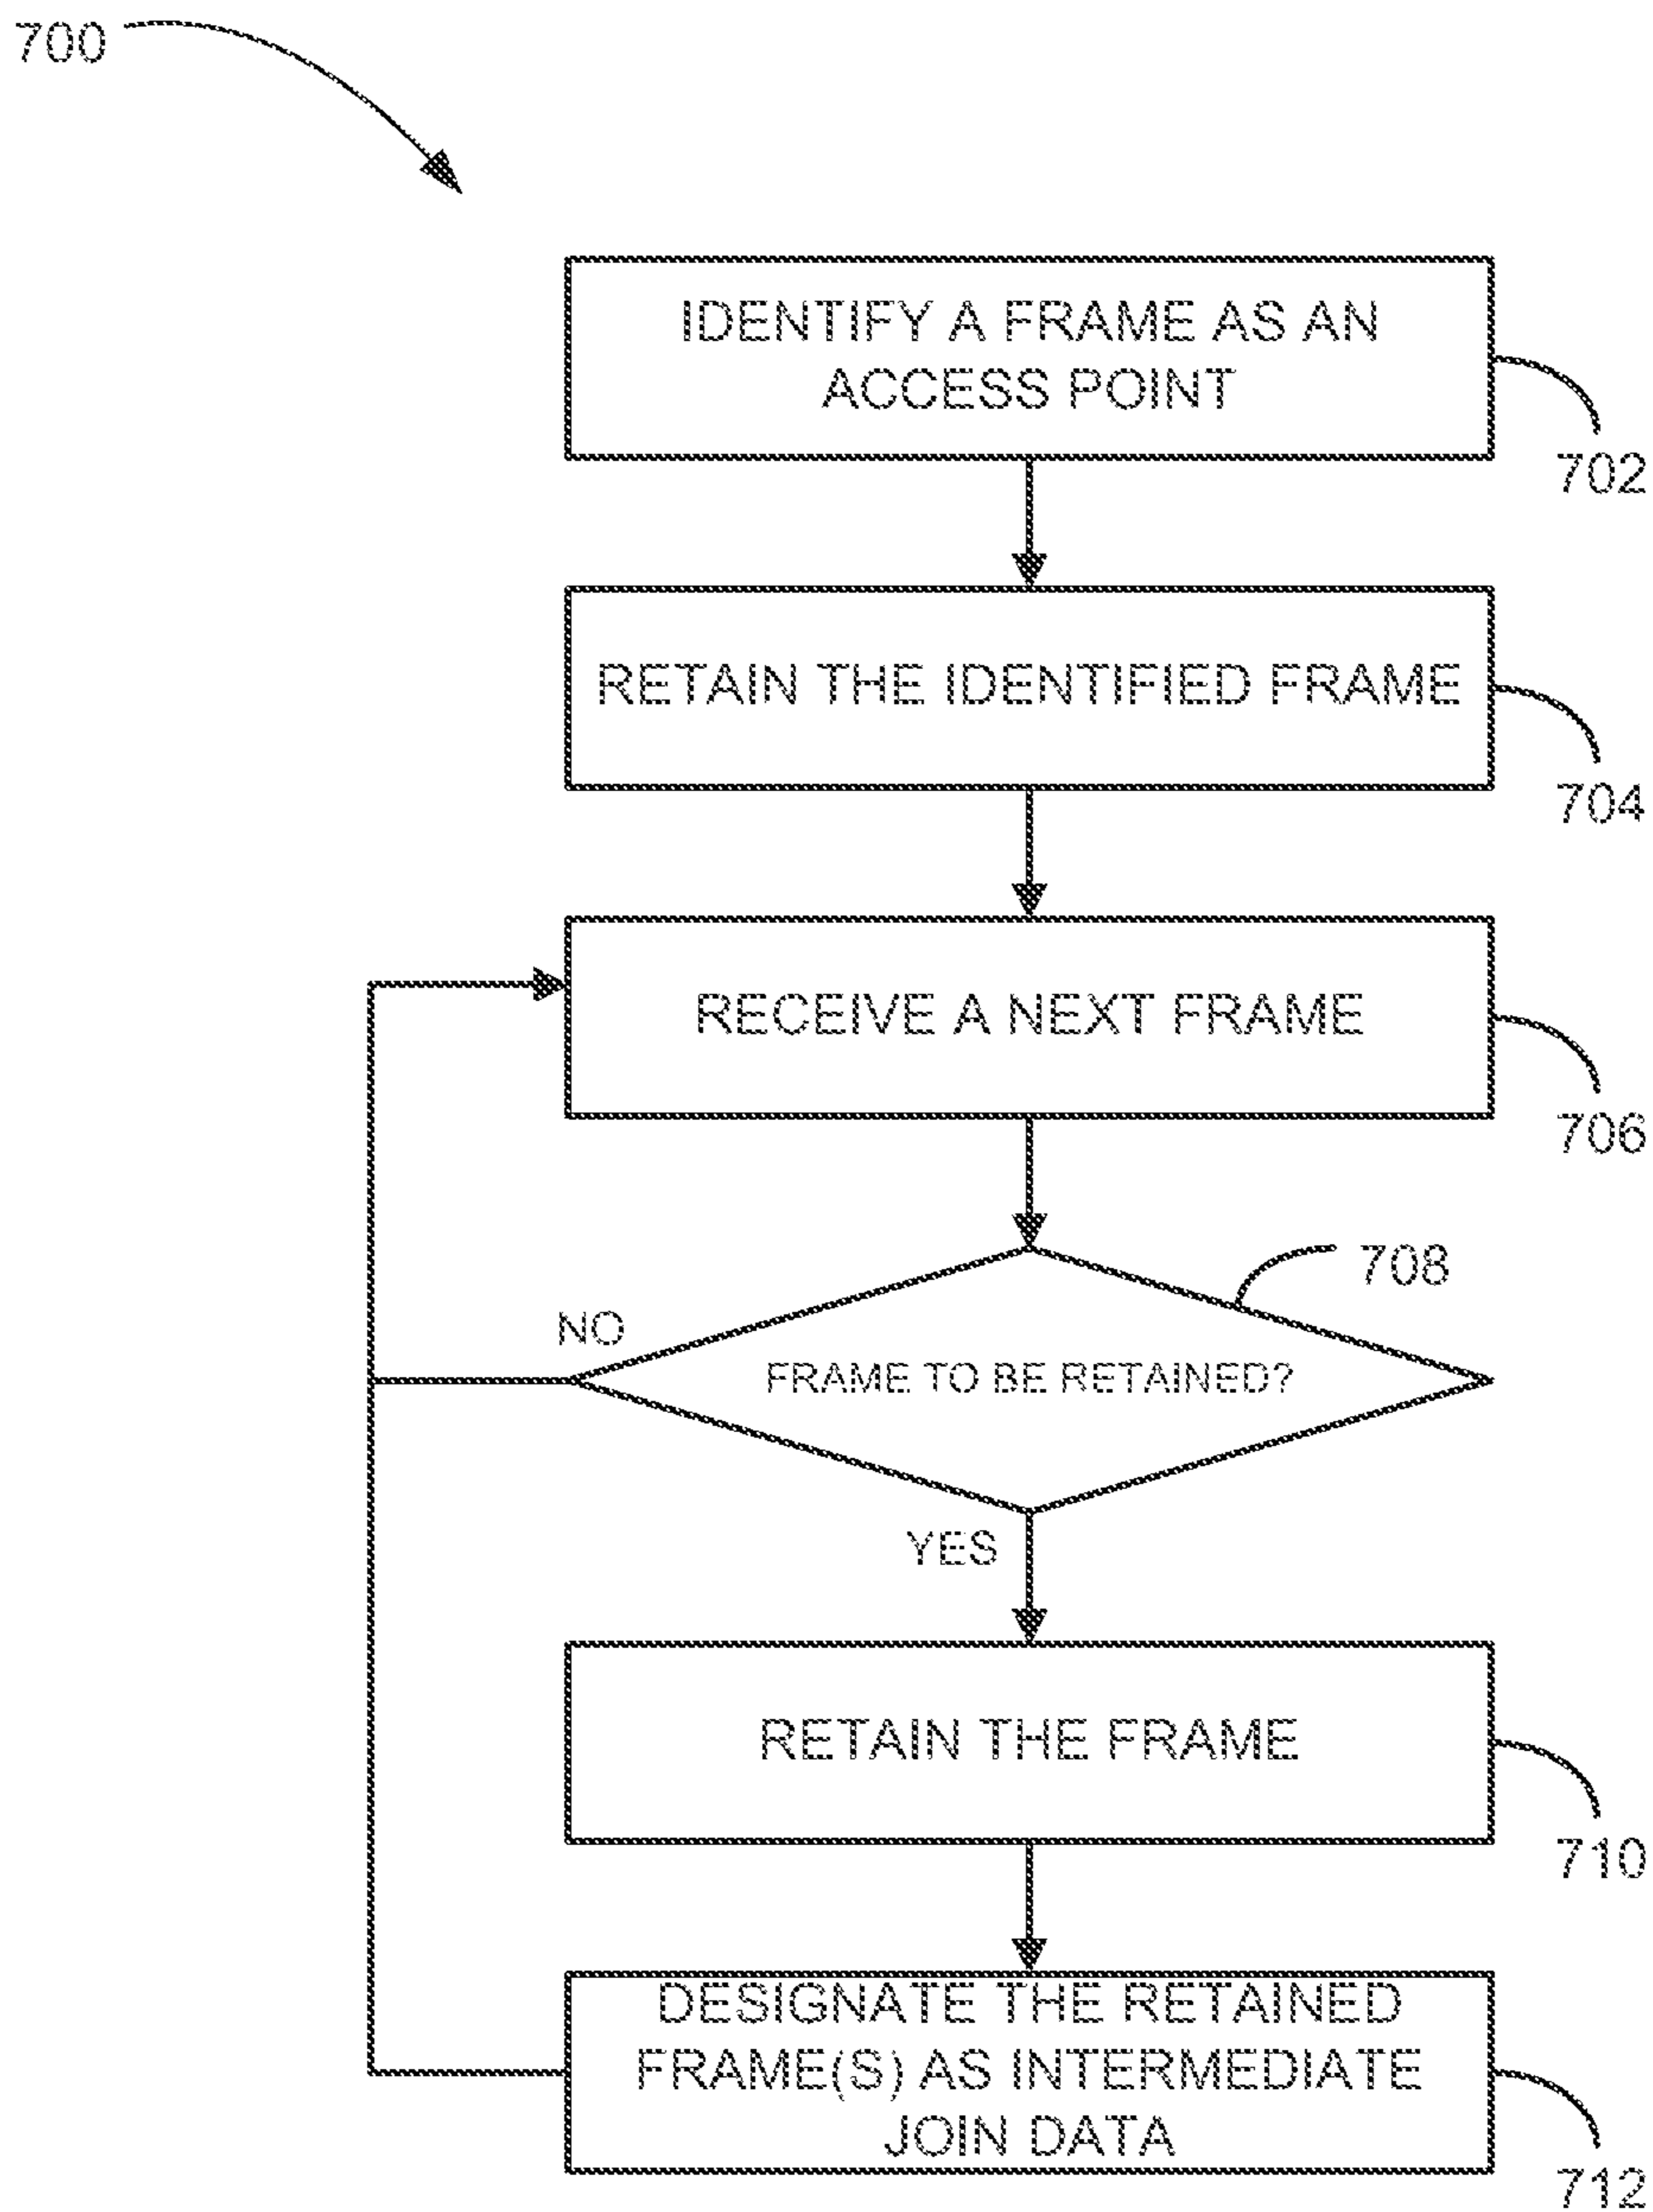 700
IDENTIFY A FRAME AS AN
ACCESS POINT
702
RETAIN THE IDENTIFIED FRAME
704
RECEIVE A NEXT FRAME
706
708
NO
FRAME TO BE RETAINED?
YES
RETAIN THE FRAME
710
DESIGNATE THE RETAINED
FRAME(S) AS INTERMEDIATE
JOIN DATA
712